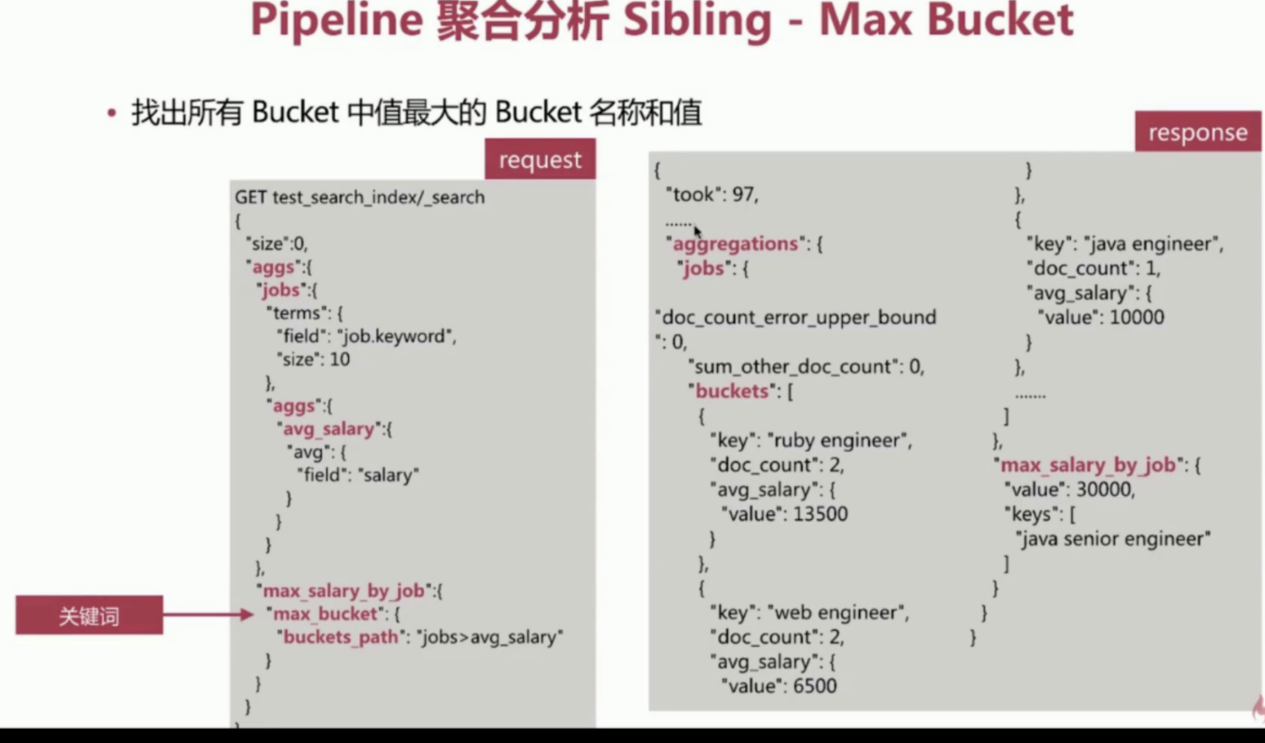 Pipeline 聚合分析 Sibling - Max Bucket
• 找出所有 Bucket 中值最大的 Bucket 名称和值
request
GET test_search_index/_search
{
"size":0,
"aggs":{
"jobs":{
"terms": {
"field": "job.keyword",
"size": 10
},
"aggs":{
"avg_salary":{
"avg": {
"field": "salary"
}
}
}
},
"max_salary_by_job":{
"max_bucket": {
"buckets_path": "jobs>avg_salary"
}
}
}
关键词
response
{
"took": 97,
......
"aggregations": {
"jobs": {
"doc_count_error_upper_bound
": 0,
"sum_other_doc_count": 0,
"buckets": [
{
"key": "ruby engineer",
"doc_count": 2,
"avg_salary": {
"value": 13500
}
},
{
"key": "web engineer",
"doc_count": 2,
"avg_salary": {
"value": 6500
}
},
{
"key": "java engineer",
"doc_count": 1,
"avg_salary": {
"value": 10000
}
},
.......
]
},
"max_salary_by_job": {
"value": 30000,
"keys": [
"java senior engineer"
]
}
}
}